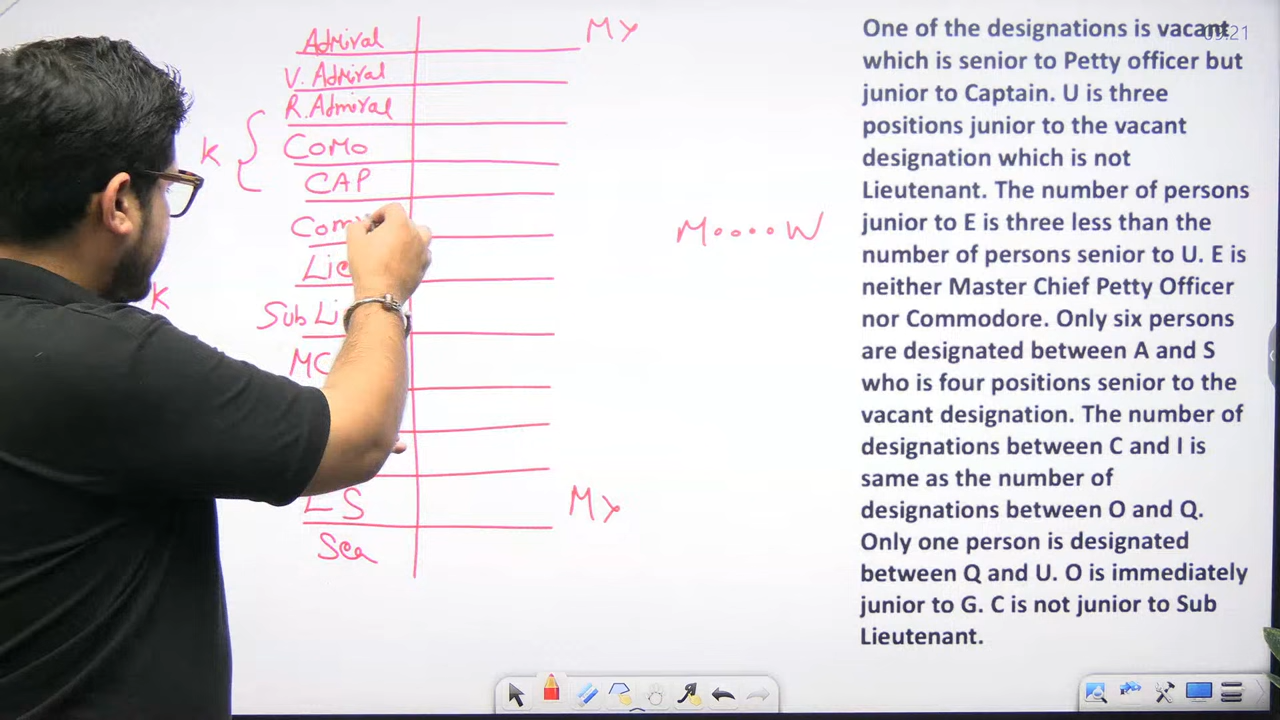 Admiral
M x
V. Admiral
R. Admiral
K
COMO
CAP
Com
M....W
Lie
K
Sub Li
MC
LS
M x
Sea
One of the designations is vacant
09:21
which is senior to Petty officer but
junior to Captain. U is three
positions junior to the vacant
designation which is not
Lieutenant. The number of persons
junior to E is three less than the
number of persons senior to U. E is
neither Master Chief Petty Officer
nor Commodore. Only six persons
are designated between A and S
who is four positions senior to the
vacant designation. The number of
designations between C and I is
same as the number of
designations between O and Q.
Only one person is designated
between Q and U. O is immediately
junior to G. C is not junior to Sub
Lieutenant.